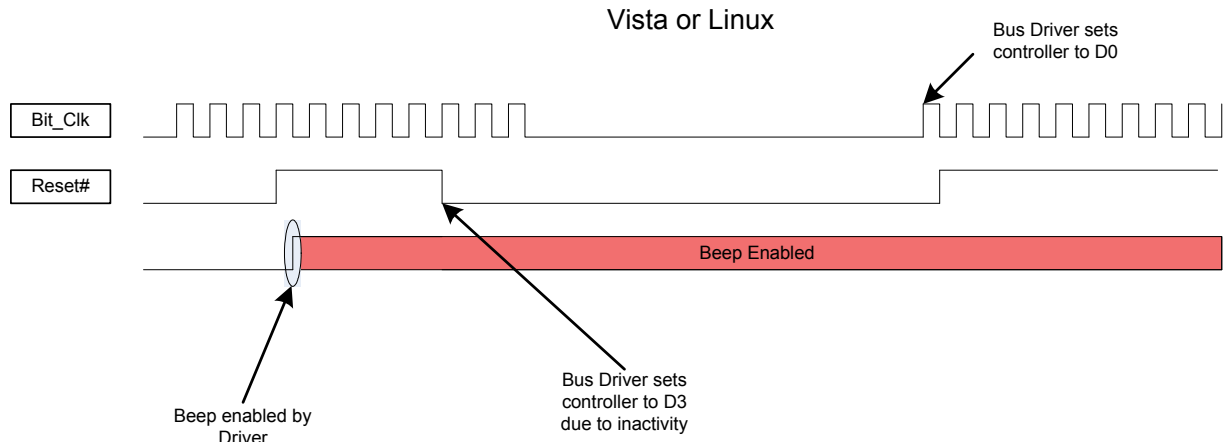 Vista or Linux
Bus Driver sets
controller to D0
Bit_Clk
Reset#
Beep Enabled
Beep enabled by
Driver
Bus Driver sets
controller to D3
due to inactivity